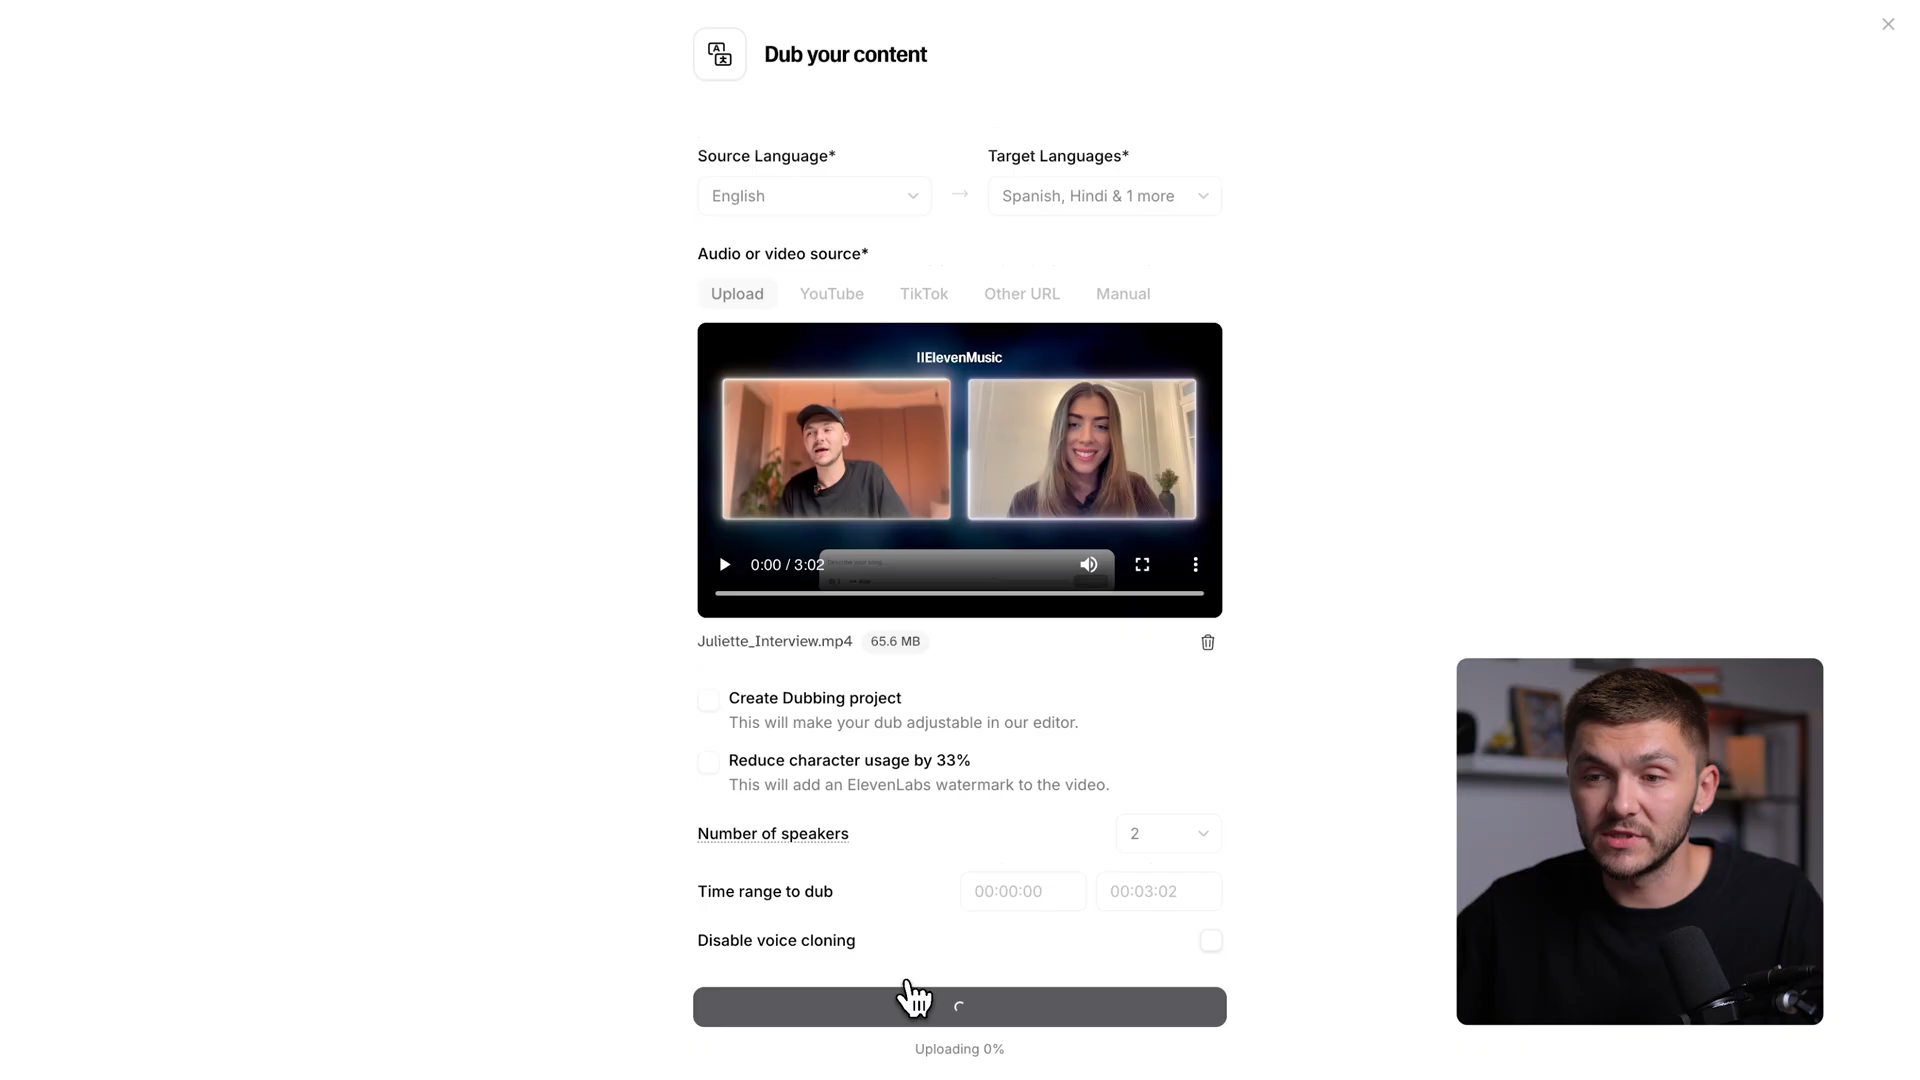 Dub your content
Source Language*
Target Languages*
English
Spanish, Hindi & 1 more
Audio or video source*
Upload
YouTube
TikTok
Other URL
Manual
IIElevenMusic
0:00 / 3:02
Juliette_Interview.mp4
65.6 MB
Create Dubbing project
This will make your dub adjustable in our editor.
Reduce character usage by 33%
This will add an ElevenLabs watermark to the video.
Number of speakers
2
Time range to dub
00:00:00
00:03:02
Disable voice cloning
Uploading 0%